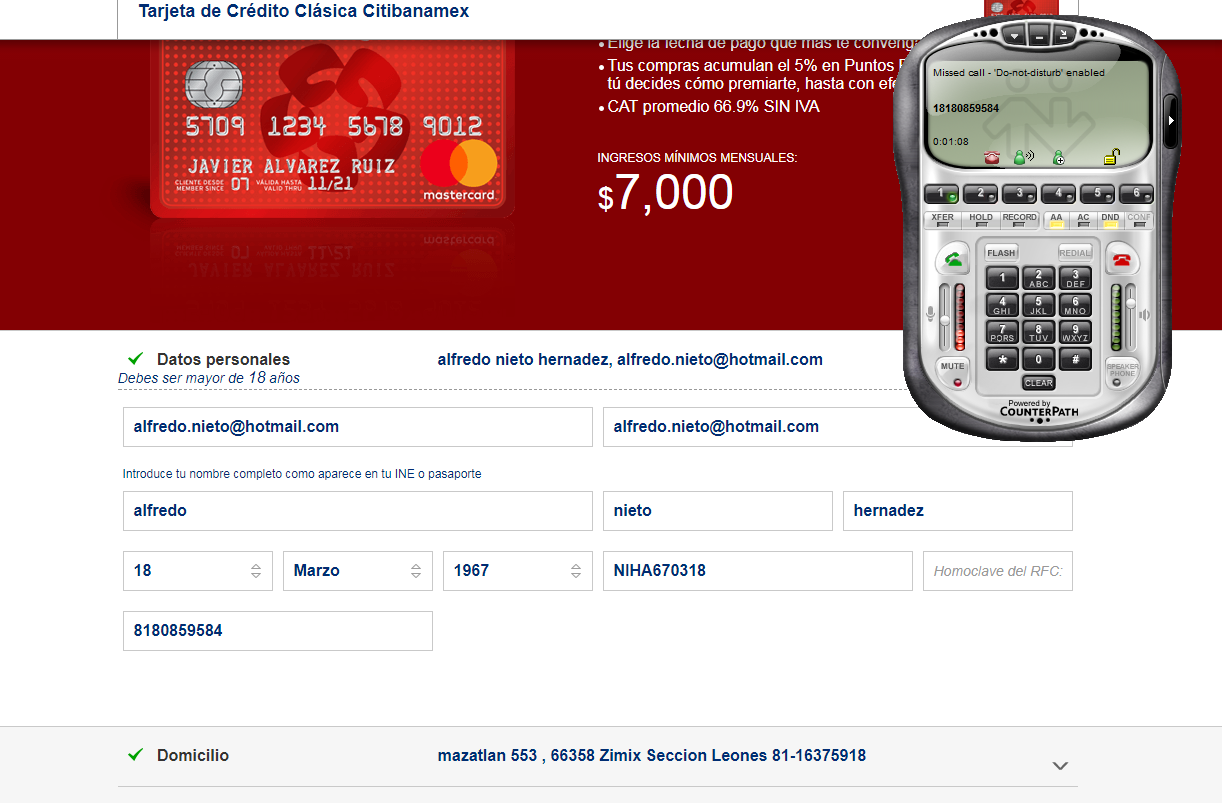 Tarjeta de Crédito Clásica Citibanamex
• Elige la fecha de pago que más te convenga
• Tus compras acumulan el 5% en Puntos
tú decides cómo premiarte, hasta con
• CAT promedio 66.9% SIN IVA
INGRESOS MÍNIMOS MENSUALES:
$7,000
5709 1234 5678 9012
JAVIER ALVAREZ RUIZ
CLIENTE DESDE
MEMBER SINCE 07 VÁLIDA HASTA
VALID THRU 11/21
mastercard
Missed call - 'Do-not-disturb' enabled
18180859584
0:01:08
1 2 3 4 5 6
XFER HOLD RECORD AA AC DND CONF
FLASH REDIAL
1 2 ABC 3 DEF
4 GHI 5 JKL 6 MNO
7 PQRS 8 TUV 9 WXYZ
* 0 #
MUTE CLEAR SPEAKER PHONE
Powered by
COUNTERPATH
Datos personales alfredo nieto hernadez, alfredo.nieto@hotmail.com
Debes ser mayor de 18 años
alfredo.nieto@hotmail.com alfredo.nieto@hotmail.com
Introduce tu nombre completo como aparece en tu INE o pasaporte
alfredo nieto hernadez
18 Marzo 1967 NIHA670318 Homoclave del RFC:
8180859584
Domicilio mazatlan 553 , 66358 Zimix Seccion Leones 81-16375918